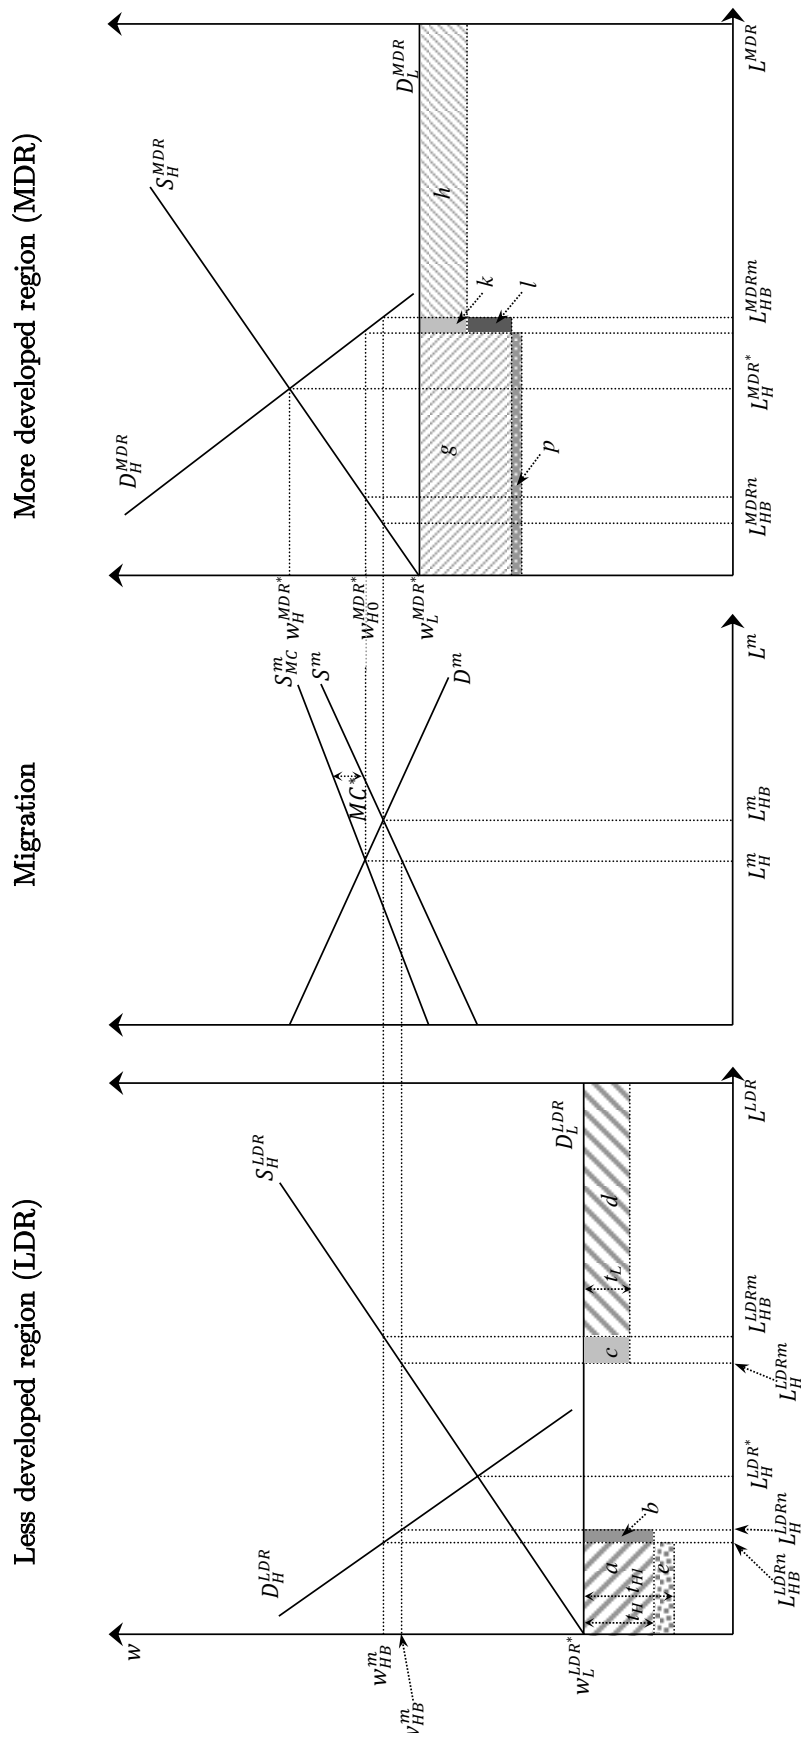 Less developed region (LDR)
Migration
More developed region (MDR)
w
D_H^{LDR}
S_H^{LDR}
D_L^{LDR}
w_{HB}^m
w_L^{LDR^*}
a
b
c
d
e
t_H
t_{H1}
t_L
L_{HB}^{LDRn}
L_H^{LDRn}
L_H^{LDR^*}
L_H^{LDRm}
L_{HB}^{LDRm}
L^{LDR}
S_{MC}^m
S^m
D^m
MC^*
L_H^m
L_{HB}^m
L^m
w_H^{MDR^*}
w_{H0}^{MDR^*}
w_L^{MDR^*}
D_H^{MDR}
S_H^{MDR}
D_L^{MDR}
g
h
k
l
p
L_{HB}^{MDRn}
L_H^{MDR^*}
L_{HB}^{MDRm}
L^{MDR}